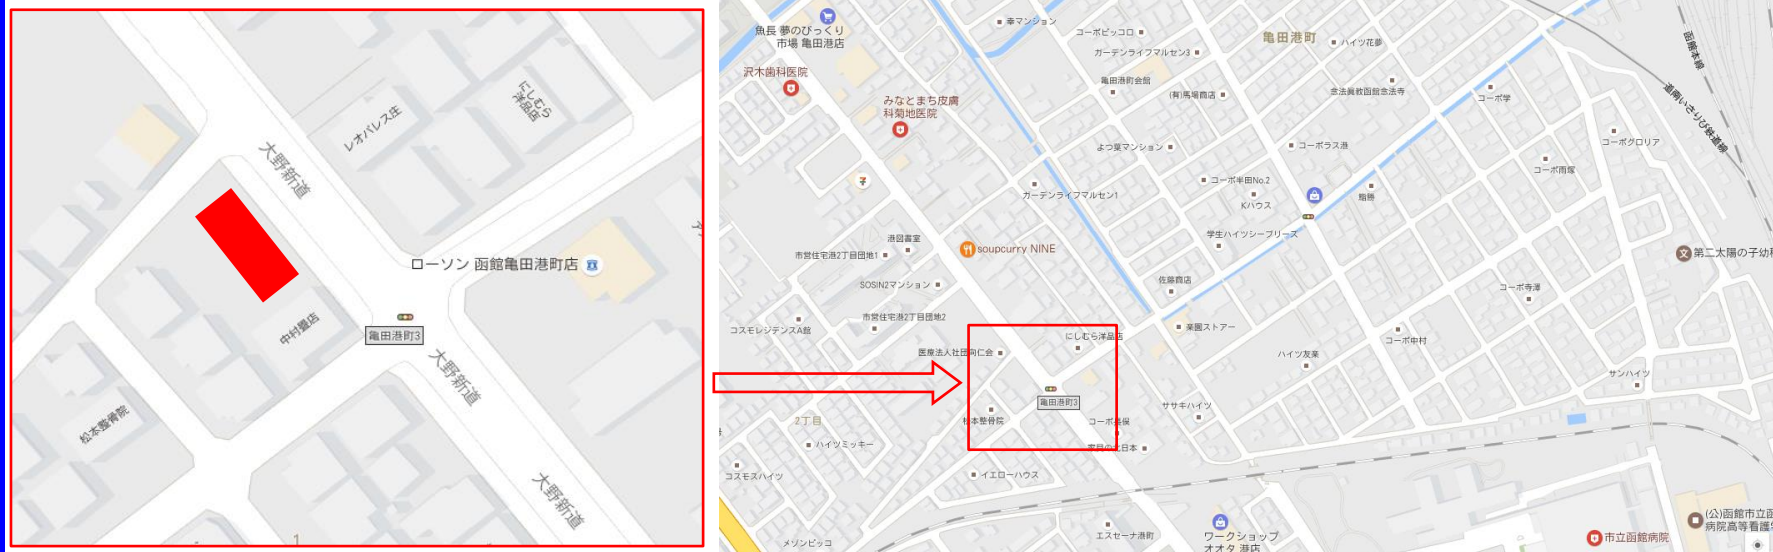 にしむら
洋品店
レオパレス庄
大野新道
ローソン 函館亀田港町店
中村畳店
亀田港町3
大野新道
松本整骨院
大野新道
1
魚長 夢のびっくり
市場 亀田港店
沢木歯科医院
みなとまち皮膚
科菊地医院
幸マンション
コーポピッコロ
ガーデンライフマルセン3
亀田港町会館
(有)馬場商店
よつ葉マンション
ガーデンライフマルセン1
亀田港町
ハイツ花夢
念法眞教函館念法寺
コーポ学
函館本線
道南いさりび鉄道線
コーポラス港
コーポグロリア
コーポ雨塚
コーポ半田No.2
Kハウス
学生ハイツシーブリーズ
佐藤商店
港図書室
市営住宅港2丁目団地1
soupcurry NINE
SOSIN2マンション
市営住宅港2丁目団地2
コスモレジデンスA館
医療法人社団向仁会
にしむら洋品店
楽園ストアー
第二太陽の子幼稚
コーポ寺澤
コーポ中村
ハイツ友菜
サンハイツ
亀田港町3
ササキハイツ
2丁目
松本整骨院
ハイツミッキー
コスモスハイツ
イエローハウス
メゾンピッコ
エスセーナ港町
ワークショップ
オオタ 港店
市立函館病院
(公)函館市立函
病院高等看護